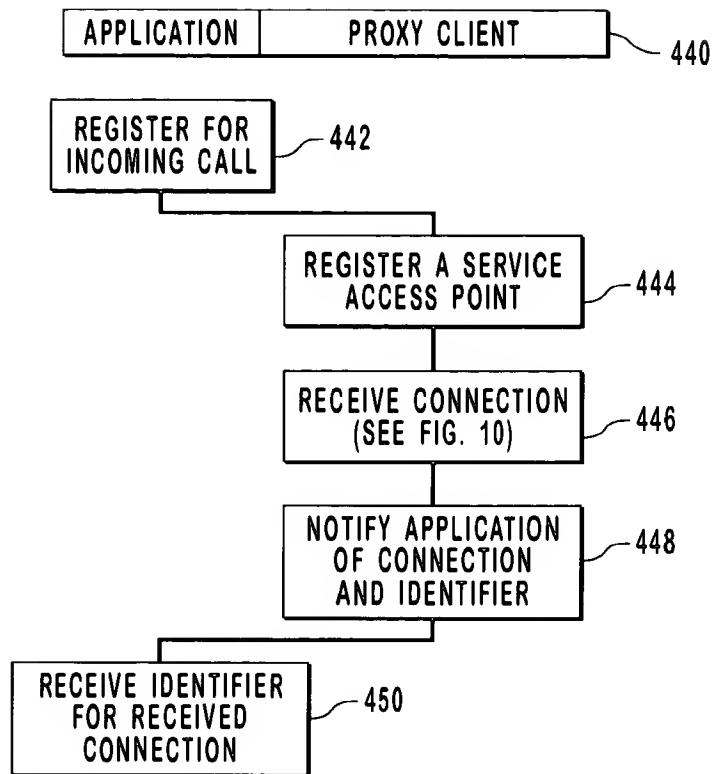 APPLICATION PROXY CLIENT
440
REGISTER FOR
INCOMING CALL
442
REGISTER A SERVICE
ACCESS POINT
444
RECEIVE CONNECTION
(SEE FIG. 10)
446
NOTIFY APPLICATION
OF CONNECTION
AND IDENTIFIER
448
RECEIVE IDENTIFIER
FOR RECEIVED
CONNECTION
450